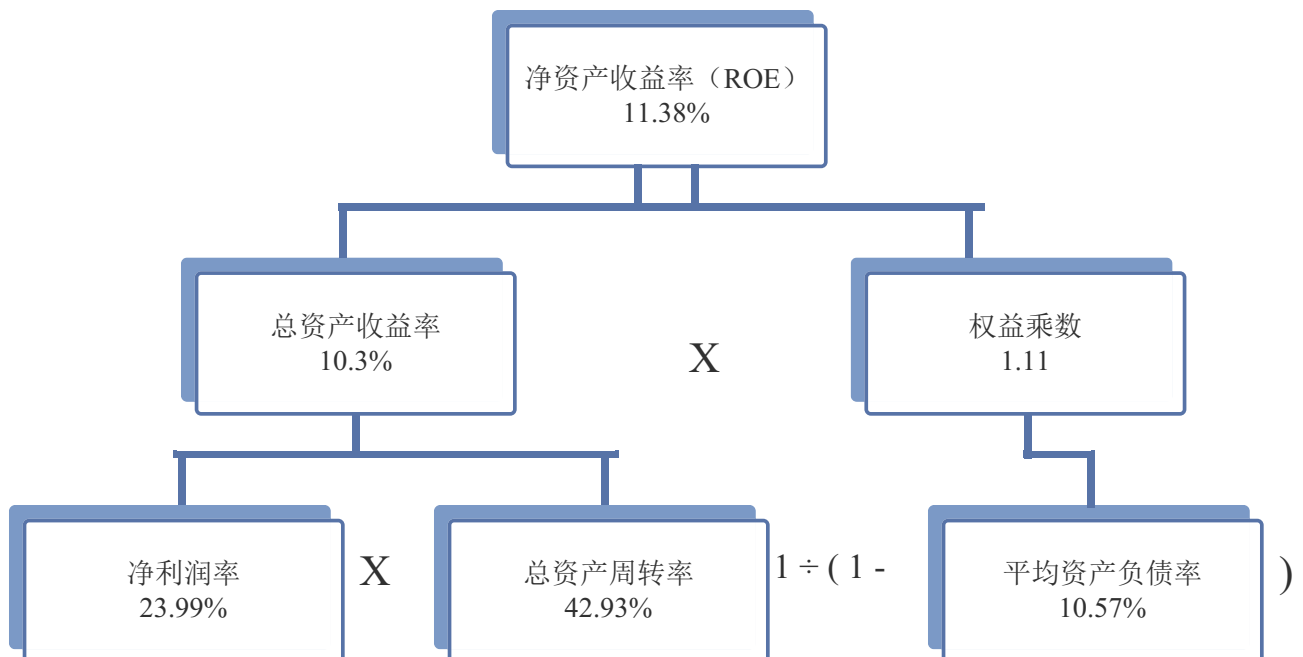 净资产收益率（ROE）
11.38%
总资产收益率
10.3%
X
权益乘数
1.11
净利润率
23.99%
X
总资产周转率
42.93%
1 ÷ ( 1 -
平均资产负债率
10.57%
)